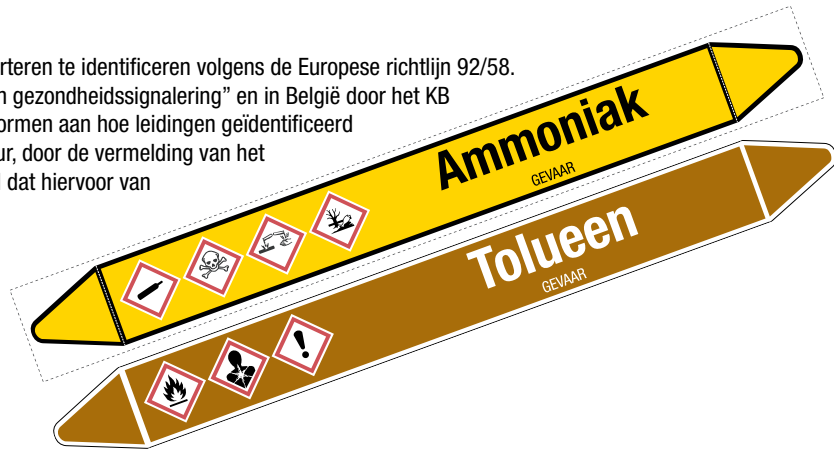 rteren te identificeren volgens de Europese richtlijn 92/58.
n gezondheidssignalering” en in België door het KB
ormen aan hoe leidingen geïdentificeerd
ur, door de vermelding van het
l dat hiervoor van
Ammoniak
GEVAAR
Tolueen
GEVAAR